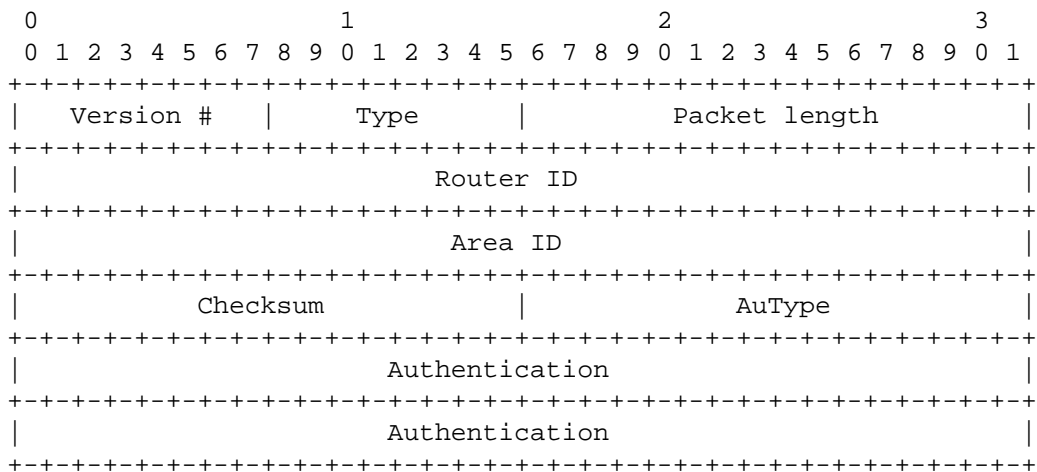 0                   1                   2                   3
 0 1 2 3 4 5 6 7 8 9 0 1 2 3 4 5 6 7 8 9 0 1 2 3 4 5 6 7 8 9 0 1
+-+-+-+-+-+-+-+-+-+-+-+-+-+-+-+-+-+-+-+-+-+-+-+-+-+-+-+-+-+-+-+-+
|   Version #   |     Type      |         Packet length         |
+-+-+-+-+-+-+-+-+-+-+-+-+-+-+-+-+-+-+-+-+-+-+-+-+-+-+-+-+-+-+-+-+
|                          Router ID                            |
+-+-+-+-+-+-+-+-+-+-+-+-+-+-+-+-+-+-+-+-+-+-+-+-+-+-+-+-+-+-+-+-+
|                           Area ID                             |
+-+-+-+-+-+-+-+-+-+-+-+-+-+-+-+-+-+-+-+-+-+-+-+-+-+-+-+-+-+-+-+-+
|           Checksum            |             AuType            |
+-+-+-+-+-+-+-+-+-+-+-+-+-+-+-+-+-+-+-+-+-+-+-+-+-+-+-+-+-+-+-+-+
|                       Authentication                          |
+-+-+-+-+-+-+-+-+-+-+-+-+-+-+-+-+-+-+-+-+-+-+-+-+-+-+-+-+-+-+-+-+
|                       Authentication                          |
+-+-+-+-+-+-+-+-+-+-+-+-+-+-+-+-+-+-+-+-+-+-+-+-+-+-+-+-+-+-+-+-+